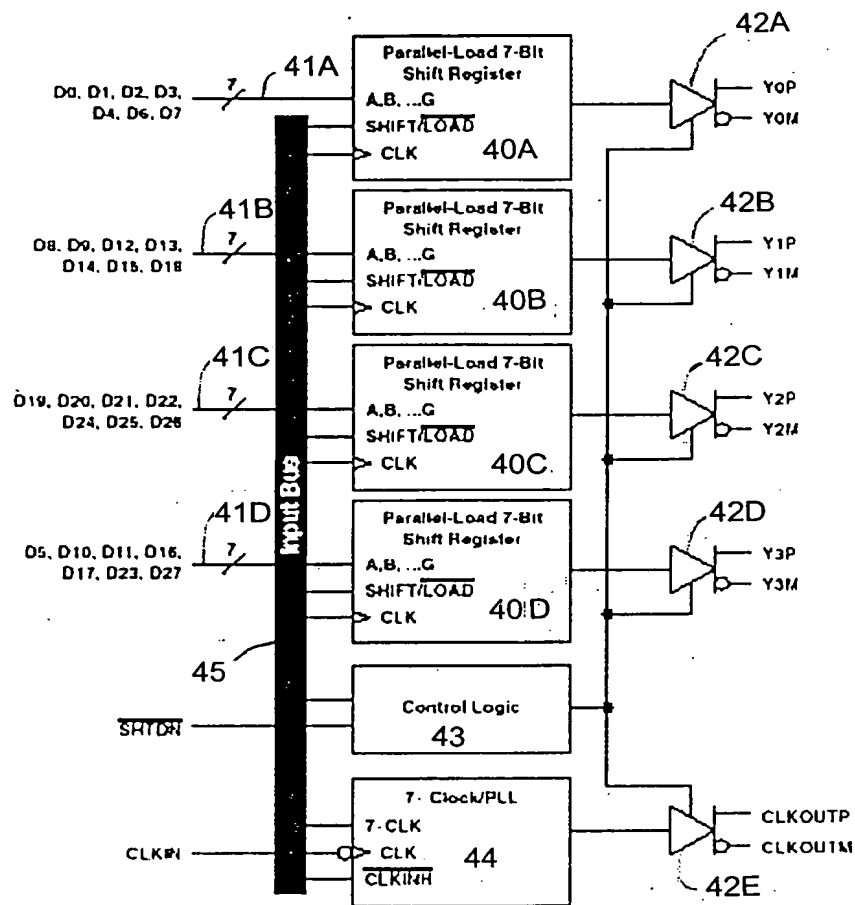 42A
Parallel-Load 7-Bit
Shift Register
41A
D0, D1, D2, D3,
D4, D6, D7
7
A,B, ...G
SHIFT/LOAD
40A
CLK
Y0P
Y0M
42B
Parallel-Load 7-Bit
Shift Register
41B
D8, D9, D12, D13,
D14, D15, D18
7
A,B, ...G
SHIFT/LOAD
40B
CLK
Y1P
Y1M
42C
Parallel-Load 7-Bit
Shift Register
41C
D19, D20, D21, D22,
D24, D25, D26
7
A,B, ...G
SHIFT/LOAD
40C
CLK
Y2P
Y2M
Input Bus
42D
Parallel-Load 7-Bit
Shift Register
41D
D5, D10, D11, D16,
D17, D23, D27
7
A,B, ...G
SHIFT/LOAD
40D
CLK
Y3P
Y3M
45
SHTDN
Control Logic
43
7- Clock/PLL
7-CLK
CLKIN
CLK
44
CLKINH
CLKOUTP
CLKOUTM
42E